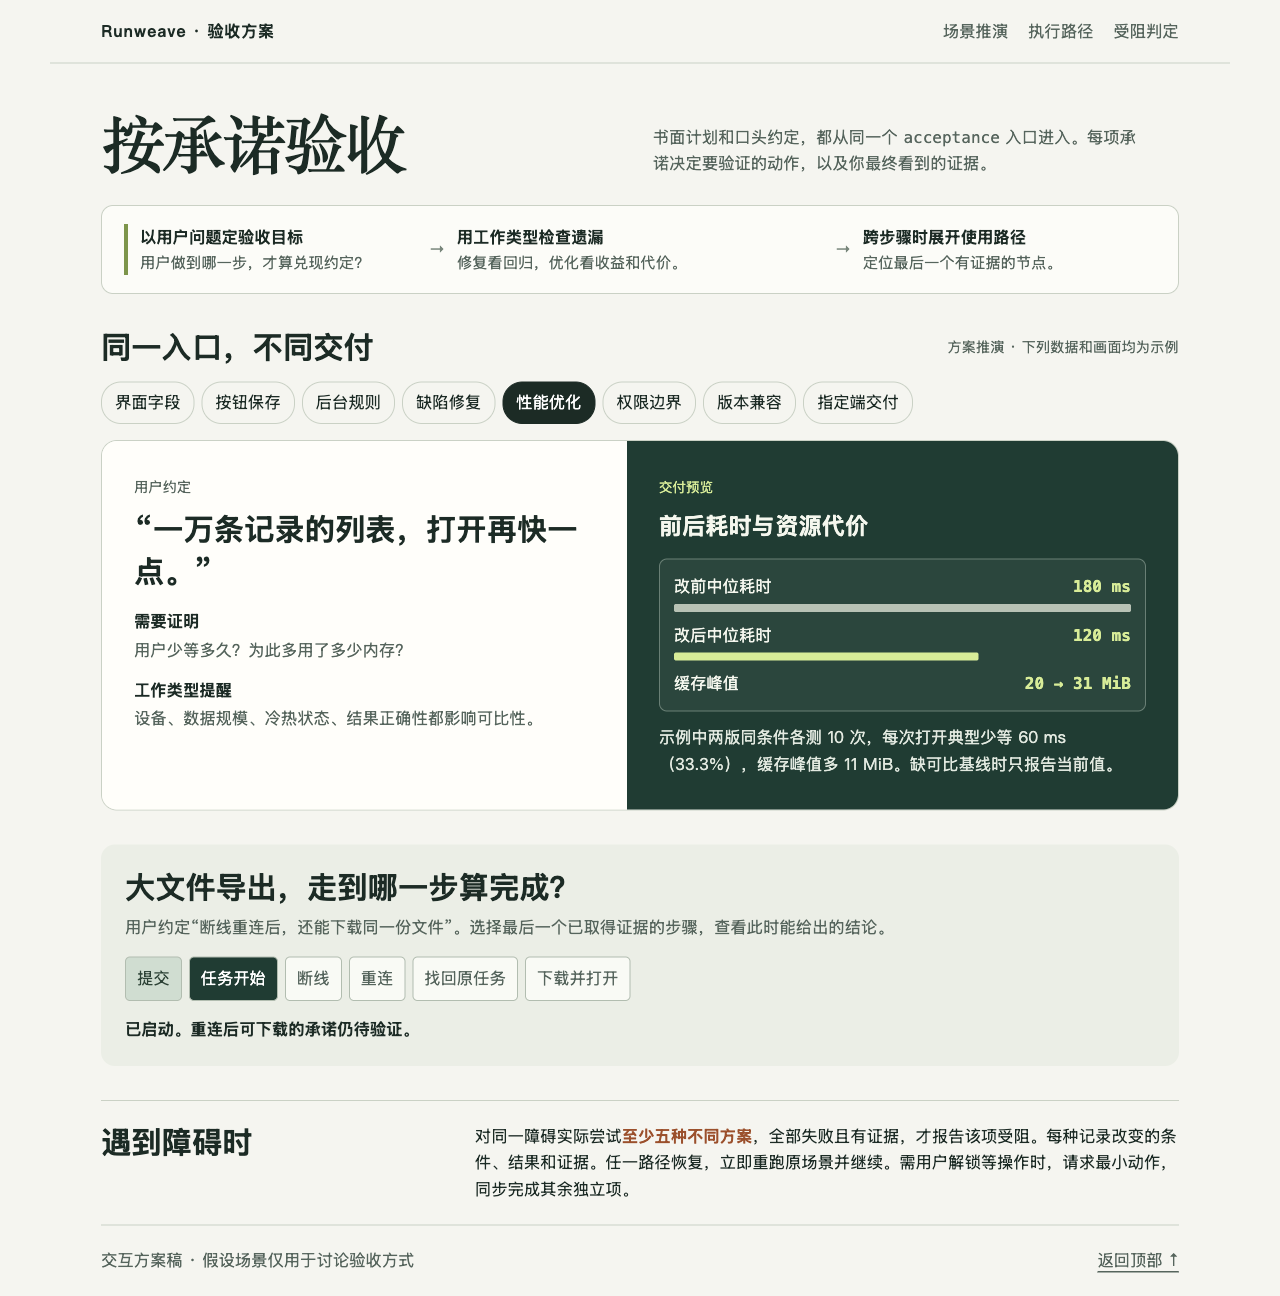 Runweave · 验收方案
场景推演 执行路径 受阻判定
按承诺验收
书面计划和口头约定，都从同一个 acceptance 入口进入。每项承
诺决定要验证的动作，以及你最终看到的证据。
以用户问题定验收目标
用户做到哪一步，才算兑现约定？
→
用工作类型检查遗漏
修复看回归，优化看收益和代价。
→
跨步骤时展开使用路径
定位最后一个有证据的节点。
同一入口，不同交付
方案推演 · 下列数据和画面均为示例
界面字段 按钮保存 后台规则 缺陷修复 性能优化 权限边界 版本兼容 指定端交付
用户约定
“一万条记录的列表，打开再快一
点。”
需要证明
用户少等多久？为此多用了多少内存？
工作类型提醒
设备、数据规模、冷热状态、结果正确性都影响可比性。
交付预览
前后耗时与资源代价
改前中位耗时 180 ms
改后中位耗时 120 ms
缓存峰值 20 → 31 MiB
示例中两版同条件各测 10 次，每次打开典型少等 60 ms
（33.3%），缓存峰值多 11 MiB。缺可比基线时只报告当前值。
大文件导出，走到哪一步算完成？
用户约定“断线重连后，还能下载同一份文件”。选择最后一个已取得证据的步骤，查看此时能给出的结论。
提交 任务开始 断线 重连 找回原任务 下载并打开
已启动。重连后可下载的承诺仍待验证。
遇到障碍时
对同一障碍实际尝试至少五种不同方案，全部失败且有证据，才报告该项受阻。每种记录改变的条
件、结果和证据。任一路径恢复，立即重跑原场景并继续。需用户解锁等操作时，请求最小动作，
同步完成其余独立项。
交互方案稿 · 假设场景仅用于讨论验收方式
返回顶部 ↑